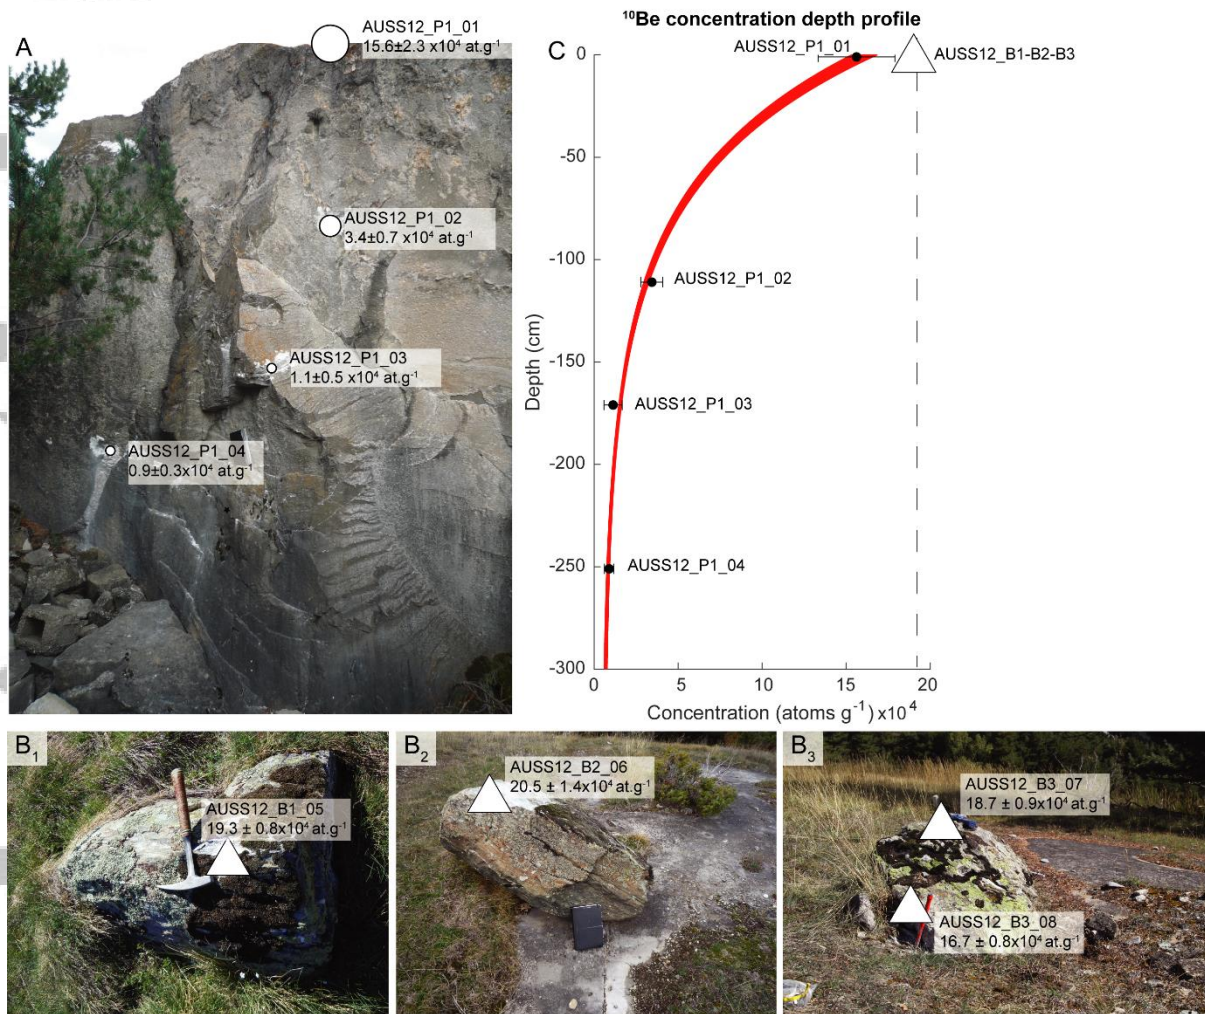 A
AUSS12_P1_01
15.6±2.3 x10⁴ at.g⁻¹
AUSS12_P1_02
3.4±0.7 x10⁴ at.g⁻¹
AUSS12_P1_03
1.1±0.5 x10⁴ at.g⁻¹
AUSS12_P1_04
0.9±0.3x10⁴ at.g⁻¹
¹⁰Be concentration depth profile
C
AUSS12_P1_01
AUSS12_B1-B2-B3
AUSS12_P1_02
AUSS12_P1_03
AUSS12_P1_04
Depth (cm)
0
-50
-100
-150
-200
-250
-300
0
5
10
15
20
Concentration (atoms g⁻¹) x10⁴
B₁
AUSS12_B1_05
19.3 ± 0.8x10⁴ at.g⁻¹
B₂
AUSS12_B2_06
20.5 ± 1.4x10⁴ at.g⁻¹
B₃
AUSS12_B3_07
18.7 ± 0.9x10⁴ at.g⁻¹
AUSS12_B3_08
16.7 ± 0.8x10⁴ at.g⁻¹